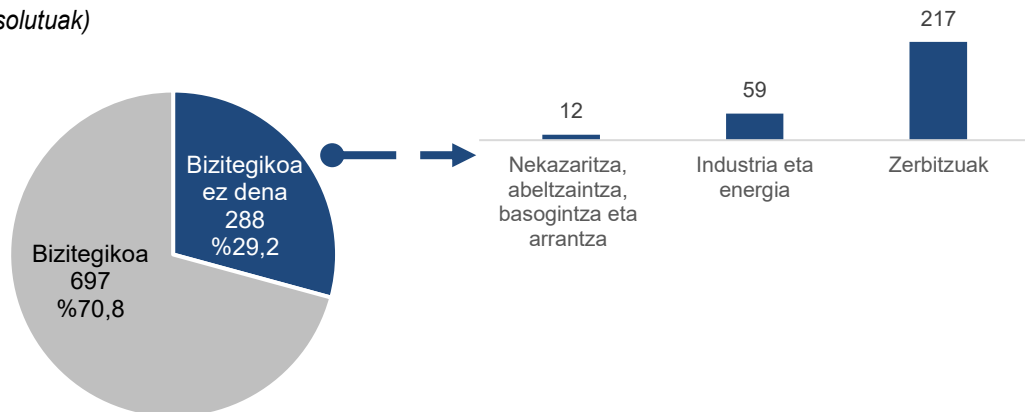 solutuak)
Bizitegikoa
ez dena
288
%29,2
Bizitegikoa
697
%70,8
12
59
217
Nekazaritza,
abeltzaintza,
basogintza eta
arrantza
Industria eta
energia
Zerbitzuak